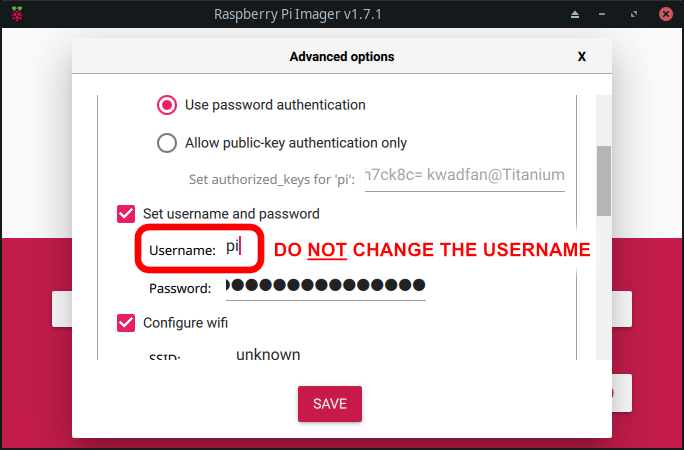 Raspberry Pi Imager v1.7.1
Advanced options X
Use password authentication
Allow public-key authentication only
Set authorized_keys for 'pi': h7ck8c= kwadfan@Titanium
Set username and password
Username: pi DO NOT CHANGE THE USERNAME
Password: ●●●●●●●●●●●●●●●
Configure wifi
SSID: unknown
SAVE